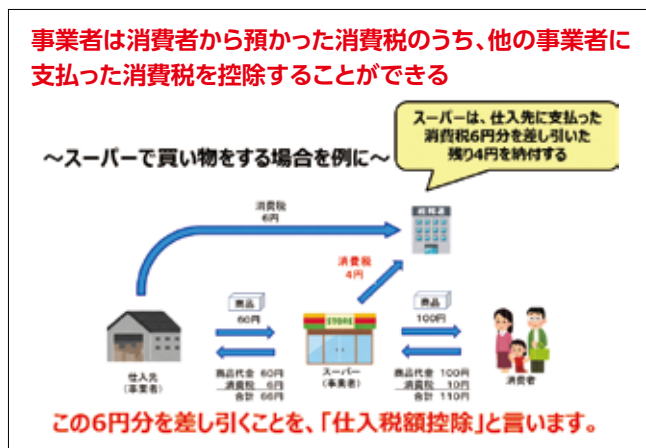 事業者は消費者から預かった消費税のうち、他の事業者に
支払った消費税を控除することができる
スーパーは、仕入先に支払った
消費税6円分を差し引いた
残り4円を納付する
～スーパーで買い物をする場合を例に～
消費税
6円
税務署
消費税
4円
商品
60円
商品
100円
STORE
仕入先
(事業者)
商品代金 60円
消費税 6円
合計 66円
スーパー
(事業者)
商品代金 100円
消費税 10円
合計 110円
消費者
この6円分を差し引くことを、「仕入税額控除」と言います。